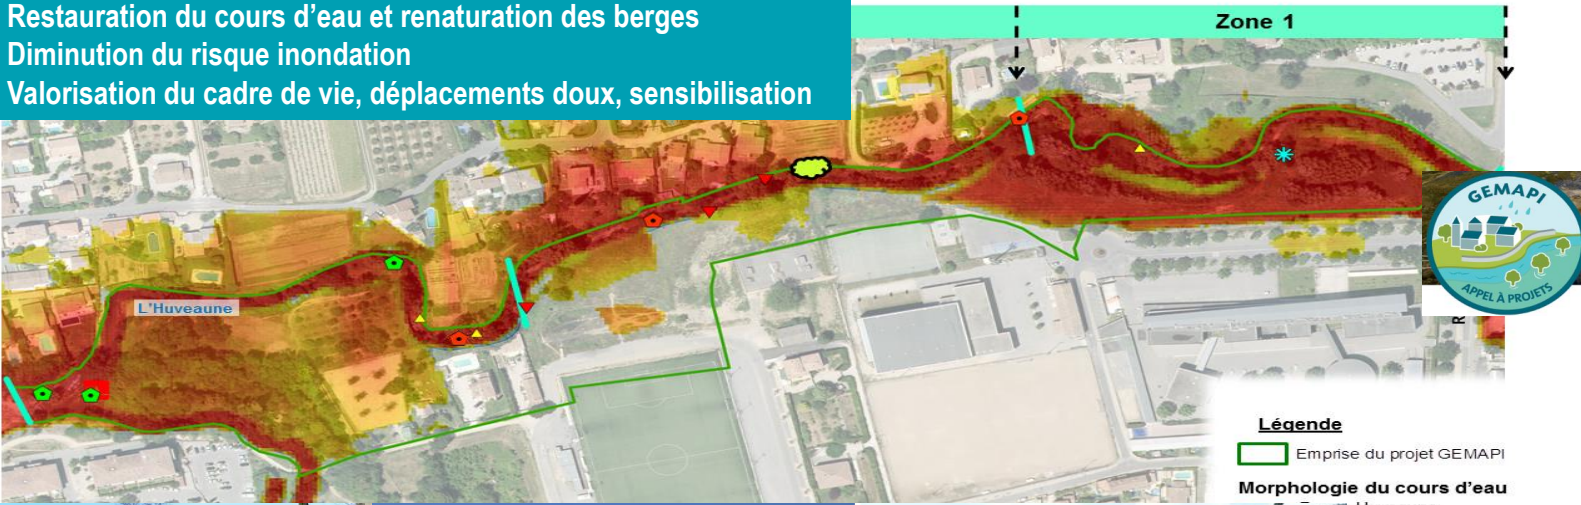 Restauration du cours d'eau et renaturation des berges
Diminution du risque inondation
Valorisation du cadre de vie, déplacements doux, sensibilisation
Zone 1
L'Huveaune
GEMAPI
APPEL À PROJETS
R
Légende
Emprise du projet GEMAPI
Morphologie du cours d'eau